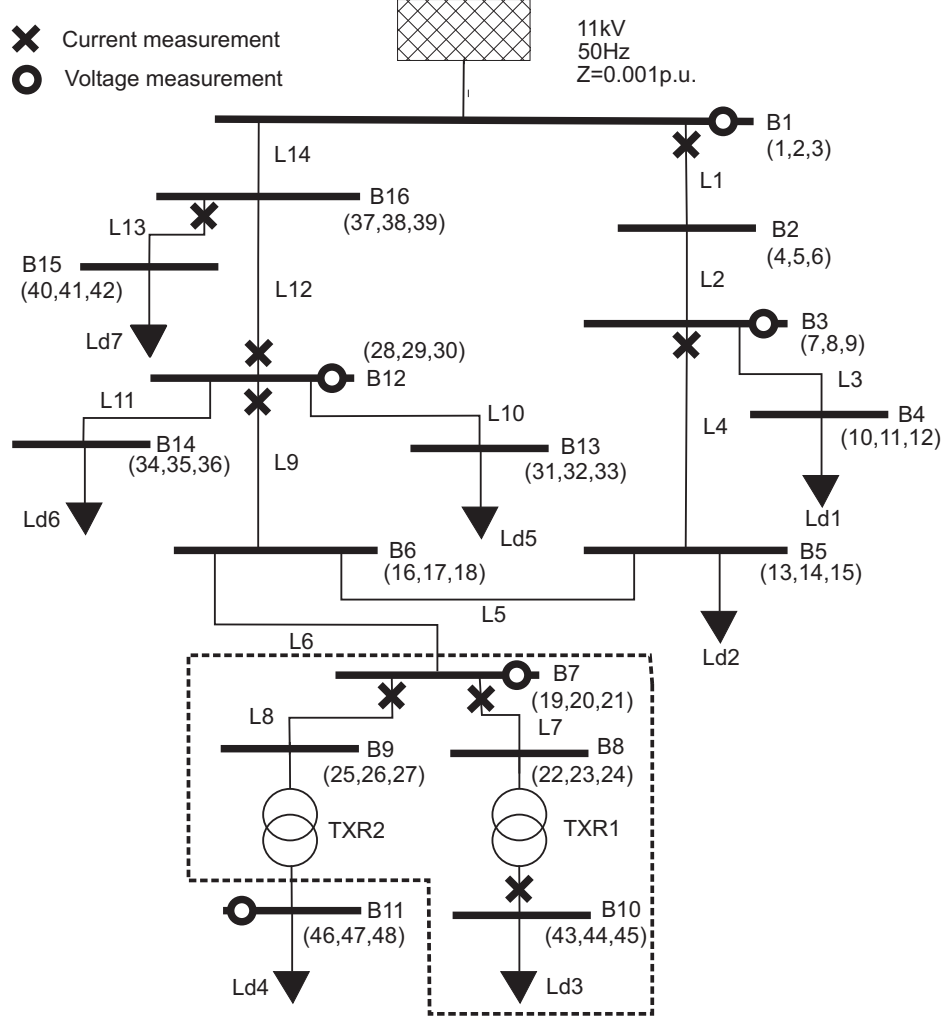 Current measurement
Voltage measurement
11kV
50Hz
Z=0.001p.u.
B1
(1,2,3)
L14
L1
B16
(37,38,39)
L13
B2
(4,5,6)
B15
(40,41,42)
L12
L2
Ld7
B3
(7,8,9)
(28,29,30)
B12
L3
L11
L10
L4
B4
(10,11,12)
B14
(34,35,36)
L9
B13
(31,32,33)
Ld6
Ld5
Ld1
B6
(16,17,18)
B5
(13,14,15)
L5
L6
Ld2
B7
(19,20,21)
L8
L7
B9
(25,26,27)
B8
(22,23,24)
TXR2
TXR1
B11
(46,47,48)
B10
(43,44,45)
Ld4
Ld3